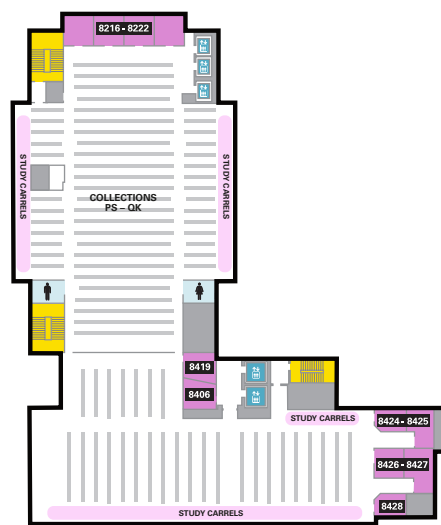 8216 - 8222
STUDY CARRELS
STUDY CARRELS
COLLECTIONS
PS – QK
8419
8406
STUDY CARRELS
8424 - 8425
8426 - 8427
8428
STUDY CARRELS